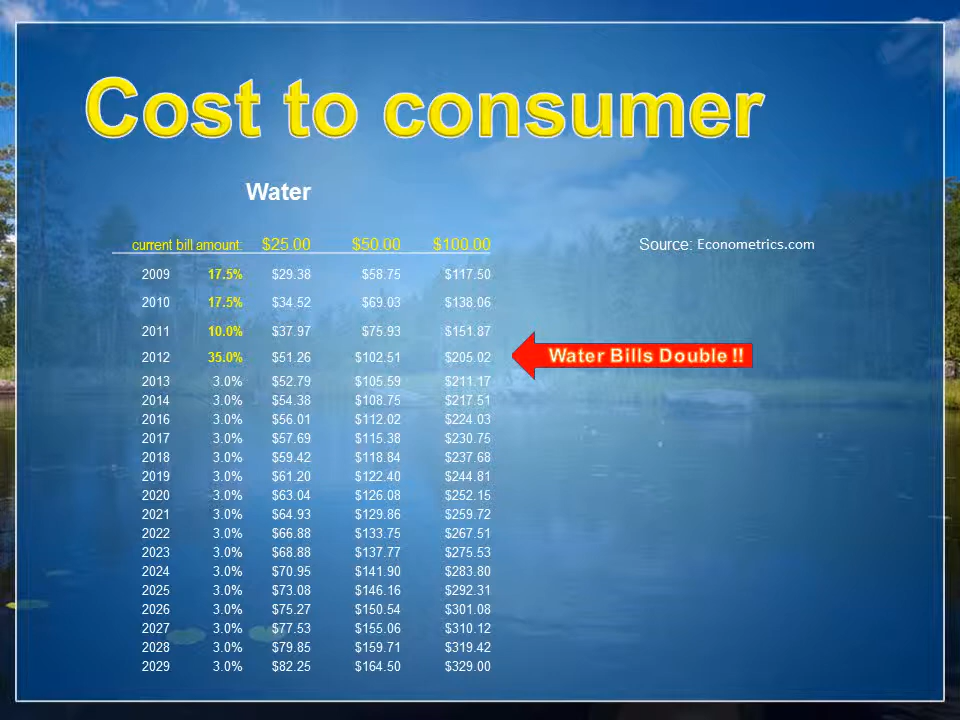 Cost to consumer
Water
current bill amount: $25.00 $50.00 $100.00 Source: Econometrics.com
2009 17.5% $29.38 $58.75 $117.50
2010 17.5% $34.52 $69.03 $138.06
2011 10.0% $37.97 $75.93 $151.87
2012 35.0% $51.26 $102.51 $205.02 Water Bills Double !!
2013 3.0% $52.79 $105.59 $211.17
2014 3.0% $54.38 $108.75 $217.51
2016 3.0% $56.01 $112.02 $224.03
2017 3.0% $57.69 $115.38 $230.75
2018 3.0% $59.42 $118.84 $237.68
2019 3.0% $61.20 $122.40 $244.81
2020 3.0% $63.04 $126.08 $252.15
2021 3.0% $64.93 $129.86 $259.72
2022 3.0% $66.88 $133.75 $267.51
2023 3.0% $68.88 $137.77 $275.53
2024 3.0% $70.95 $141.90 $283.80
2025 3.0% $73.08 $146.16 $292.31
2026 3.0% $75.27 $150.54 $301.08
2027 3.0% $77.53 $155.06 $310.12
2028 3.0% $79.85 $159.71 $319.42
2029 3.0% $82.25 $164.50 $329.00